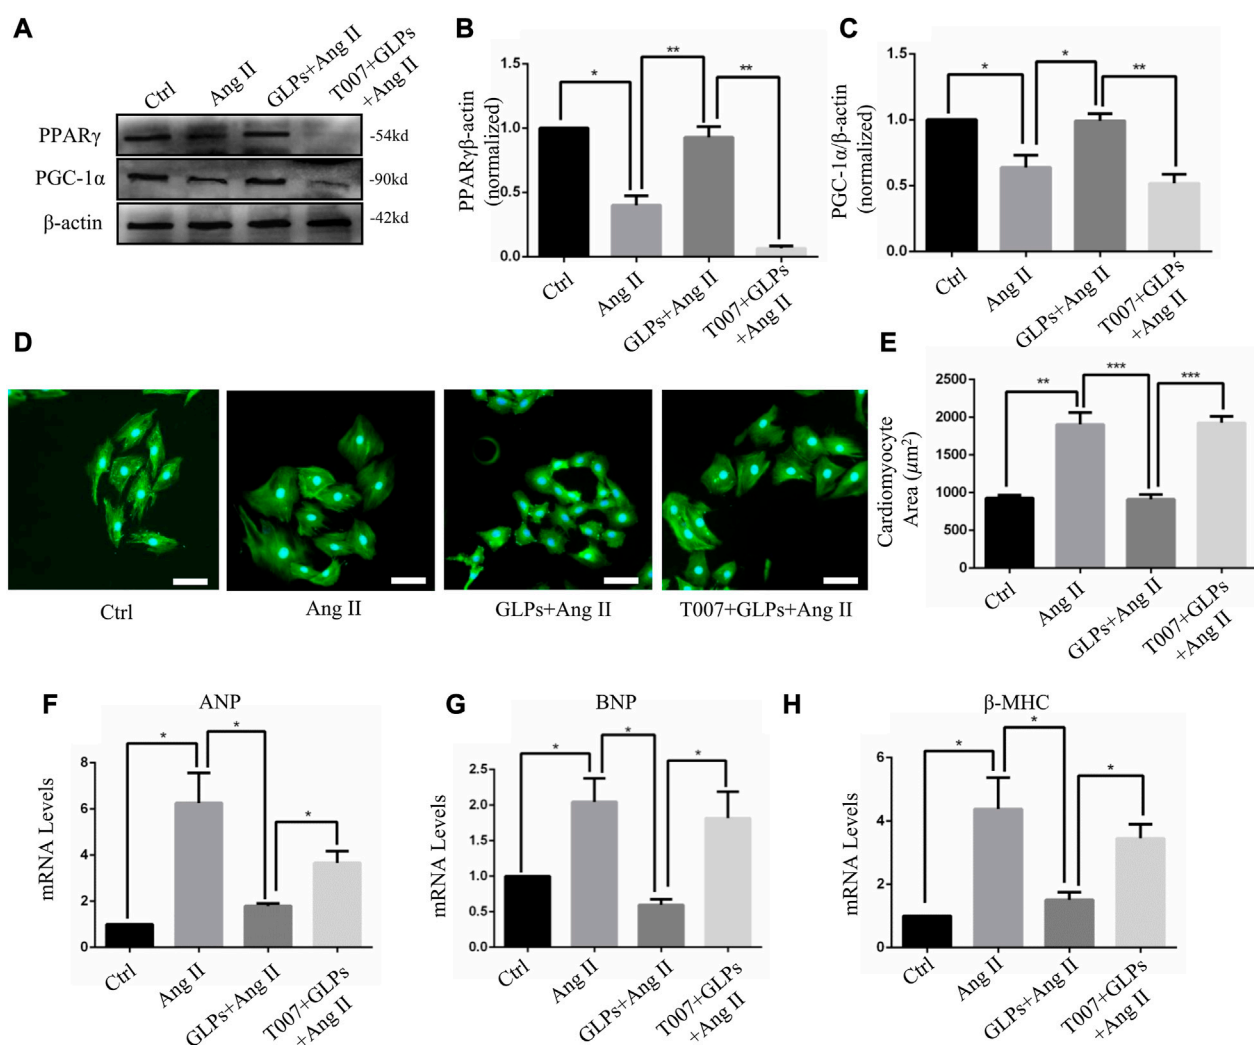 A
Ctrl
Ang II
GLPs+Ang II
T007+GLPs
+Ang II
PPARγ
-54kd
PGC-1α
-90kd
β-actin
-42kd
B
PPARγβ-actin
(normalized)
1.5
1.0
0.5
0.0
*
**
**
Ctrl
Ang II
GLPs+Ang II
T007+GLPs
+Ang II
C
PGC-1α/β-actin
(normalized)
1.5
1.0
0.5
0.0
*
*
**
Ctrl
Ang II
GLPs+Ang II
T007+GLPs
+Ang II
D
Ctrl
Ang II
GLPs+Ang II
T007+GLPs+Ang II
E
Cardiomyocyte
Area (μm²)
2500
2000
1500
1000
500
0
**
***
***
Ctrl
Ang II
GLPs+Ang II
T007+GLPs
+Ang II
F
ANP
mRNA Levels
8
6
4
2
0
*
*
*
Ctrl
Ang II
GLPs+Ang II
T007+GLPs
+Ang II
G
BNP
mRNA Levels
2.5
2.0
1.5
1.0
0.5
0.0
*
*
*
Ctrl
Ang II
GLPs+Ang II
T007+GLPs
+Ang II
H
β-MHC
mRNA Levels
6
4
2
0
*
*
*
Ctrl
Ang II
GLPs+Ang II
T007+GLPs
+Ang II